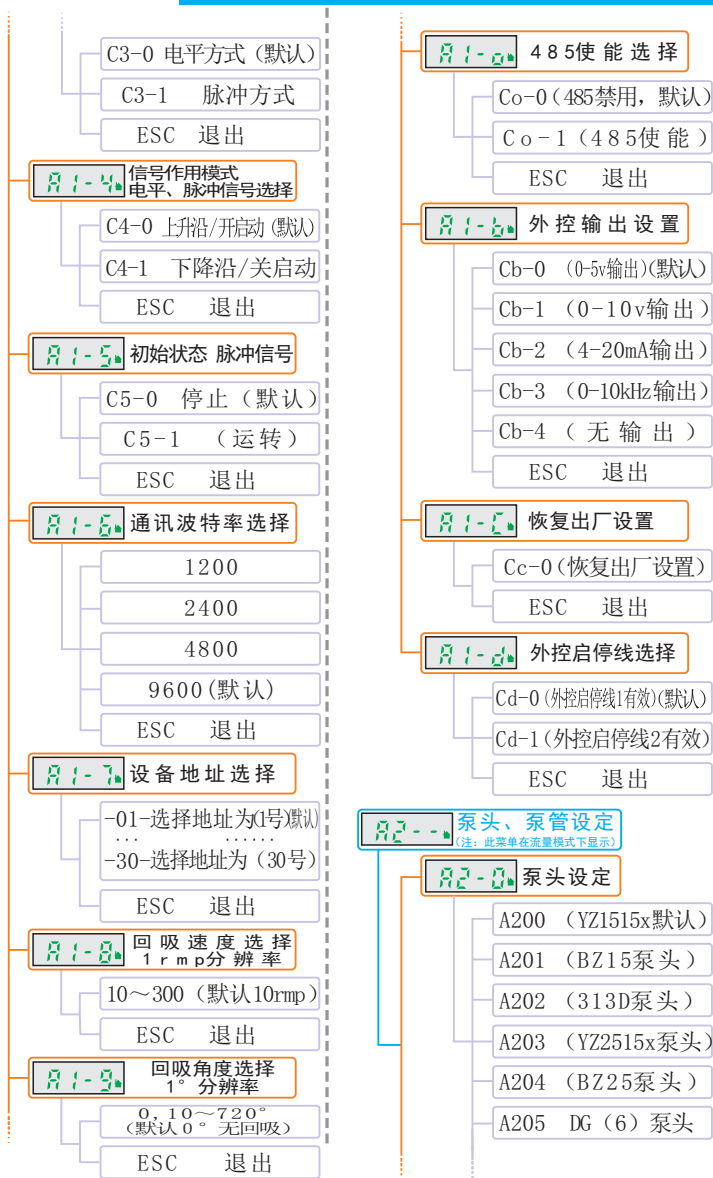 C3-0 电平方式（默认）
C3-1 脉冲方式
ESC 退出
A1-4 信号作用模式
电平、脉冲信号选择
C4-0 上升沿/开启动（默认）
C4-1 下降沿/关启动
ESC 退出
A1-5 初始状态 脉冲信号
C5-0 停止（默认）
C5-1 （运转）
ESC 退出
A1-6 通讯波特率选择
1200
2400
4800
9600(默认)
ESC 退出
A1-7 设备地址选择
-01-选择地址为(1号)(默认)
... ......
-30-选择地址为（30号）
ESC 退出
A1-8 回吸速度选择
1rmp分辨率
10～300（默认10rmp）
ESC 退出
A1-9 回吸角度选择
1°分辨率
0,10～720°
(默认0°无回吸)
ESC 退出
A1-o 485使能选择
Co-0(485禁用，默认)
Co-1(485使能)
ESC 退出
A1-b 外控输出设置
Cb-0 （0-5v输出)(默认）
Cb-1 （0-10v输出）
Cb-2 （4-20mA输出）
Cb-3 （0-10kHz输出）
Cb-4 （无输出）
ESC 退出
A1-C 恢复出厂设置
Cc-0(恢复出厂设置)
ESC 退出
A1-d 外控启停线选择
Cd-0(外控启停线1有效)(默认)
Cd-1(外控启停线2有效)
ESC 退出
A2-- 泵头、泵管设定
（注：此菜单在流量模式下显示）
A2-0 泵头设定
A200 （YZ1515x默认）
A201 （BZ15泵头）
A202 （313D泵头）
A203 （YZ2515x泵头）
A204 （BZ25泵头）
A205 DG（6）泵头